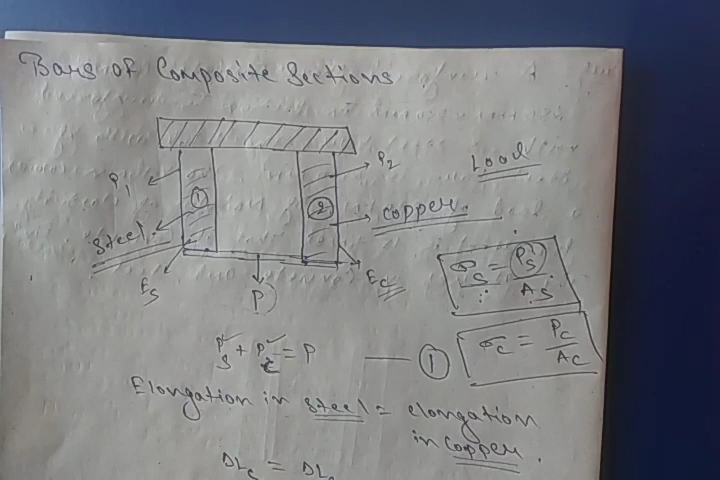 Bars of Composite Sections
P1
①
②
P2
Load
steel.
copper.
Es
P
Ec
σs = Ps/As
Ps + Pc = P — ①
σc = Pc/Ac
Elongation in steel = elongation
in copper.
ΔLc = ΔLs